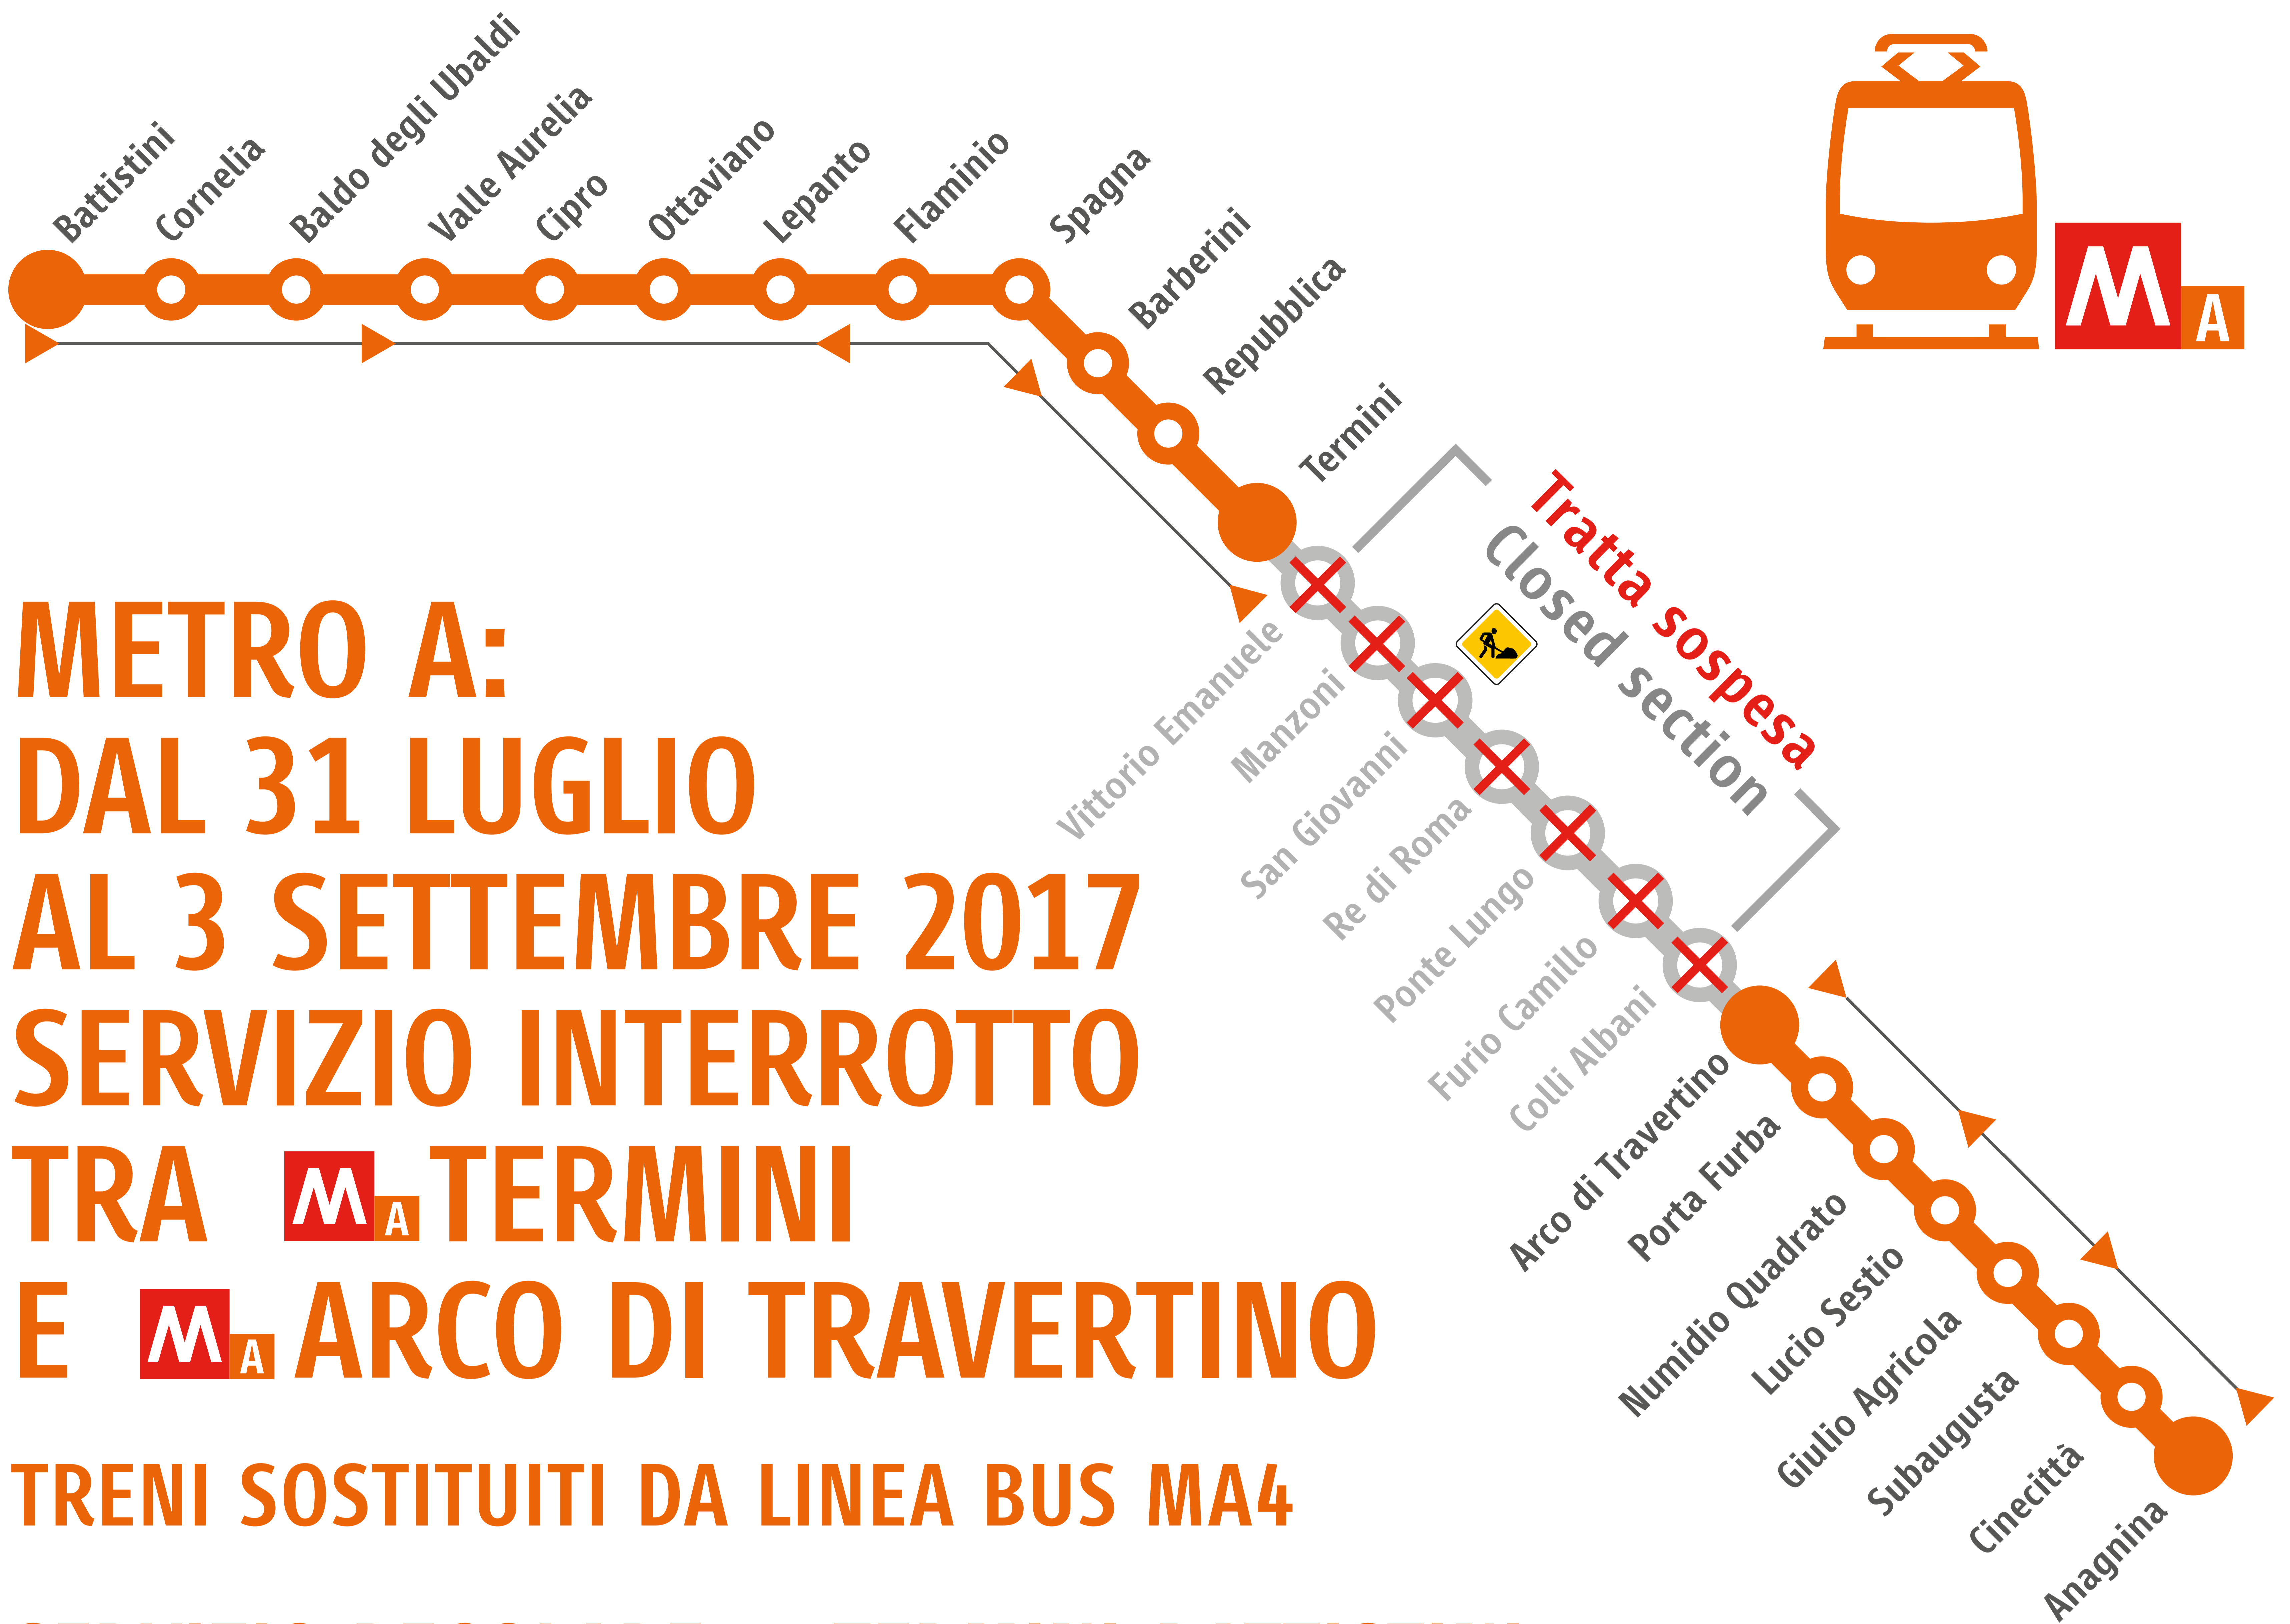 Battistini
Cornelia
Baldo degli Ubaldi
Valle Aurelia
Cipro
Ottaviano
Lepanto
Flaminio
Spagna
Barberini
Repubblica
Termini
M A
Tratta sospesa
Closed section
Vittorio Emanuele
Manzoni
San Giovanni
Re di Roma
Ponte Lungo
Furio Camillo
Colli Albani
Arco di Travertino
Porta Furba
Numidio Quadrato
Lucio Sestio
Giulio Agricola
Subaugusta
Cinecittà
Anagnina
METRO A:
DAL 31 LUGLIO
AL 3 SETTEMBRE 2017
SERVIZIO INTERROTTO
TRA M A TERMINI
E M A ARCO DI TRAVERTINO
TRENI SOSTITUITI DA LINEA BUS MA4